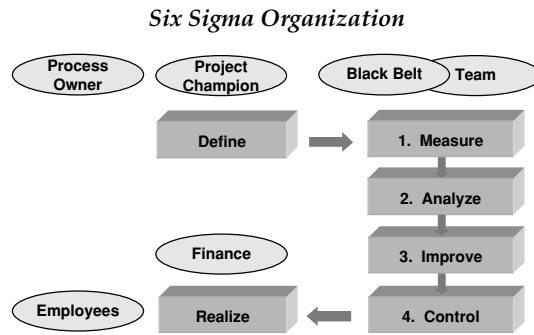 Six Sigma Organization
Process
Owner
Project
Champion
Black Belt
Team
Define
1. Measure
2. Analyze
Finance
3. Improve
Employees
Realize
4. Control